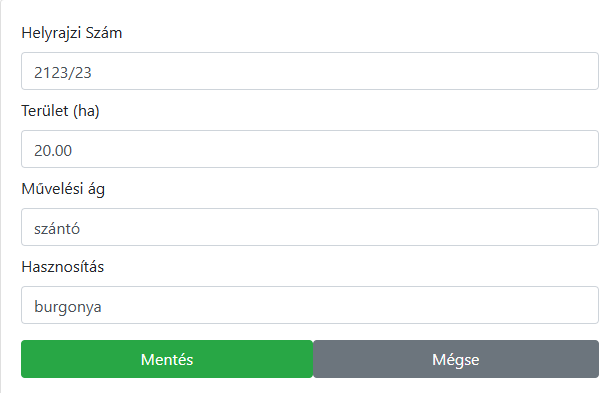 Helyrajzi Szám
2123/23
Terület (ha)
20.00
Művelési ág
szántó
Hasznosítás
burgonya
Mentés Mégse